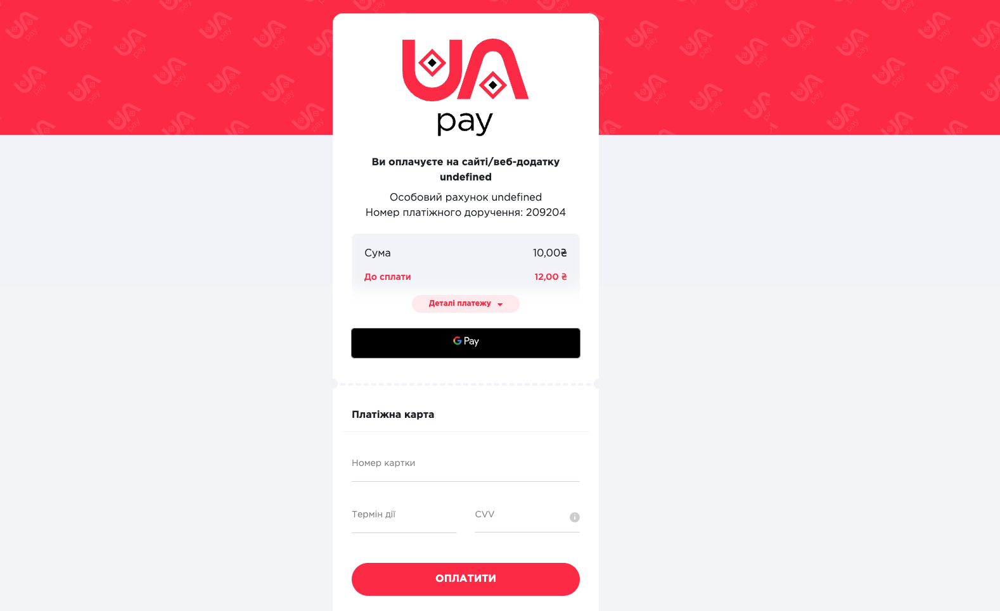 UA
pay
Ви оплачуєте на сайті/веб-додатку
undefined
Особовий рахунок undefined
Номер платіжного доручення: 209204
Сума 10,00₴
До сплати 12,00 ₴
Деталі платежу
G Pay
Платіжна карта
Номер картки
Термін дії CVV
ОПЛАТИТИ